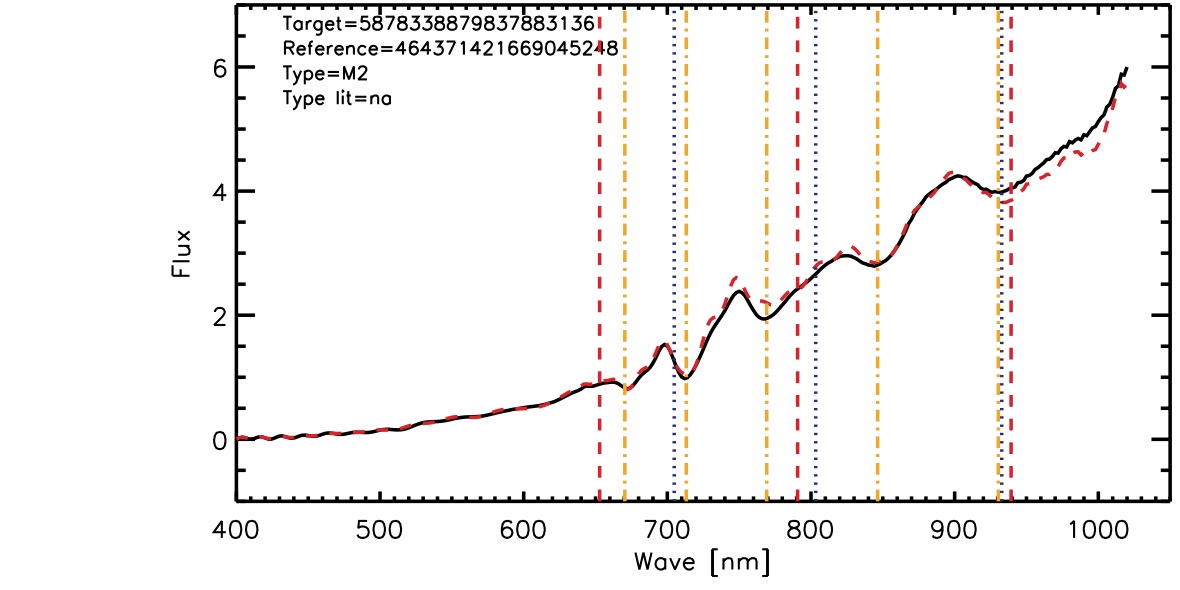 Target=5878338879837883136
Reference=464371421669045248
Type=M2
Type lit=na
6
4
2
0
Flux
400 500 600 700 800 900 1000
Wave [nm]